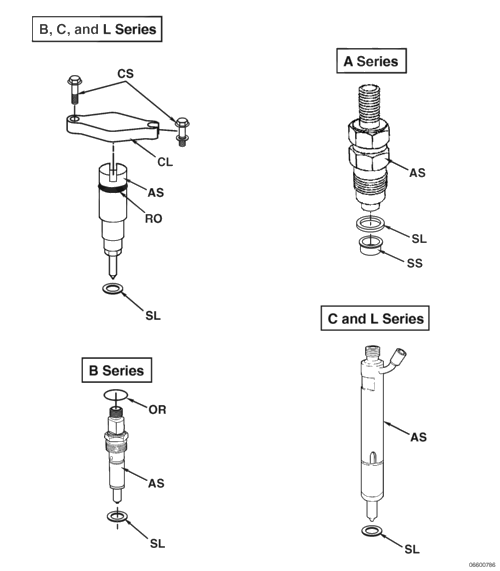 B, C, and L Series
CS
CL
AS
RO
SL
A Series
AS
SL
SS
B Series
OR
AS
SL
C and L Series
AS
SL
06600786